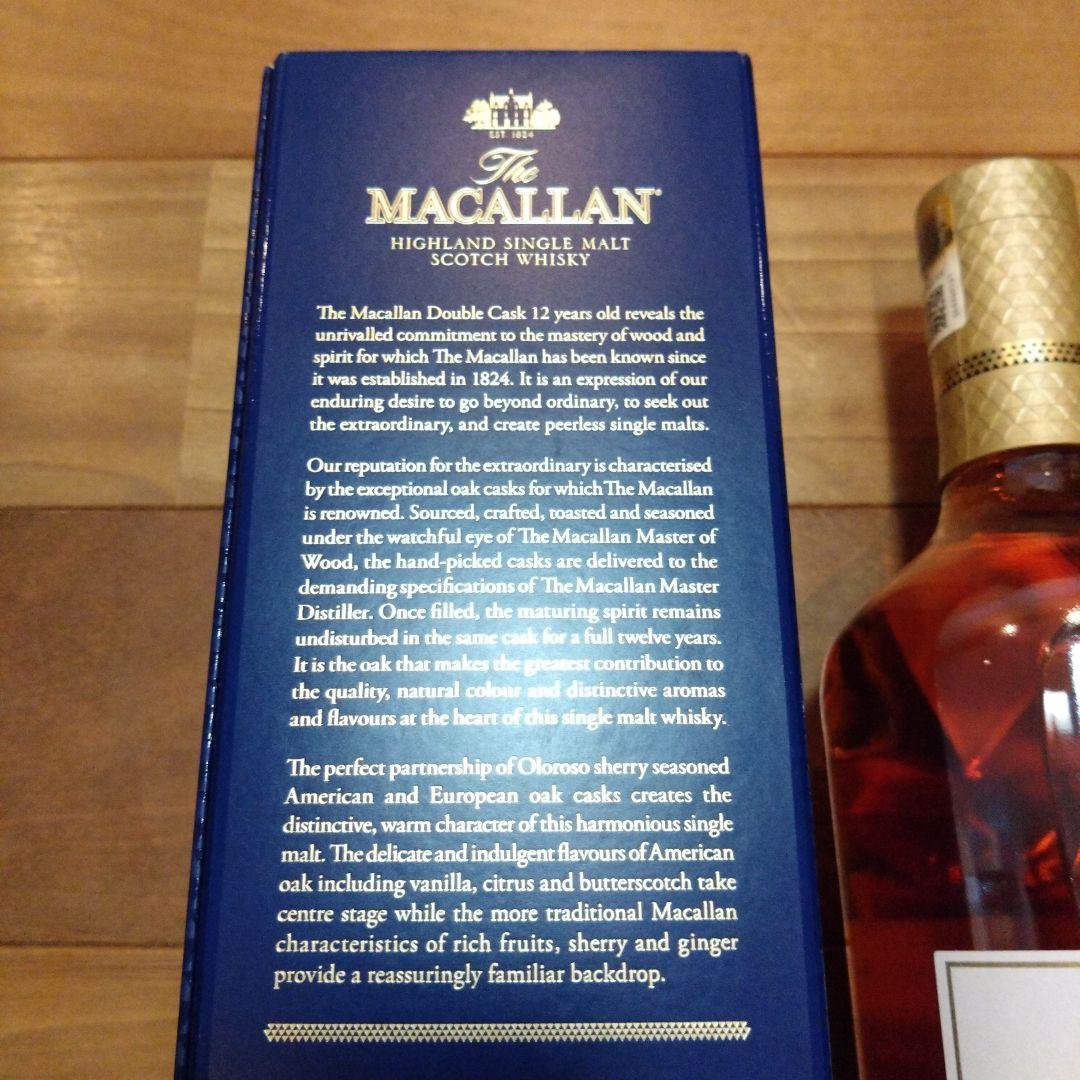 EST. 1824
The
MACALLAN
HIGHLAND SINGLE MALT
SCOTCH WHISKY
The Macallan Double Cask 12 years old reveals the
unrivalled commitment to the mastery of wood and
spirit for which The Macallan has been known since
it was established in 1824. It is an expression of our
enduring desire to go beyond ordinary, to seek out
the extraordinary, and create peerless single malts.
Our reputation for the extraordinary is characterised
by the exceptional oak casks for which The Macallan
is renowned. Sourced, crafted, toasted and seasoned
under the watchful eye of The Macallan Master of
Wood, the hand-picked casks are delivered to the
demanding specifications of The Macallan Master
Distiller. Once filled, the maturing spirit remains
undisturbed in the same cask for a full twelve years.
It is the oak that makes the greatest contribution to
the quality, natural colour and distinctive aromas
and flavours at the heart of this single malt whisky.
The perfect partnership of Oloroso sherry seasoned
American and European oak casks creates the
distinctive, warm character of this harmonious single
malt. The delicate and indulgent flavours of American
oak including vanilla, citrus and butterscotch take
centre stage while the more traditional Macallan
characteristics of rich fruits, sherry and ginger
provide a reassuringly familiar backdrop.